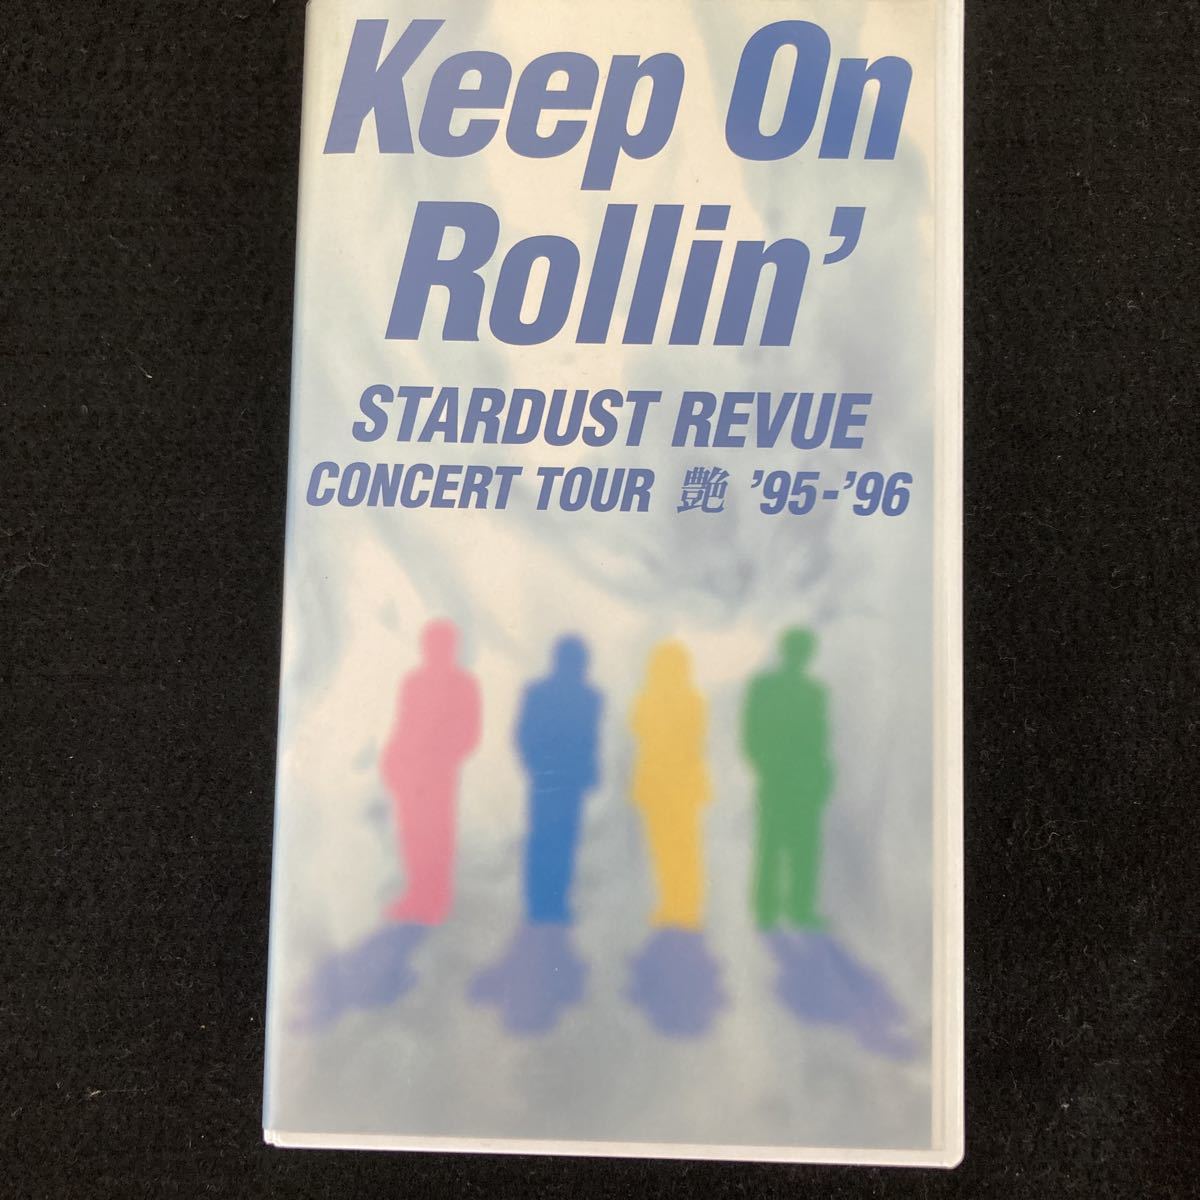 Keep On
Rollin’
STARDUST REVUE
CONCERT TOUR 艶 ’95-’96